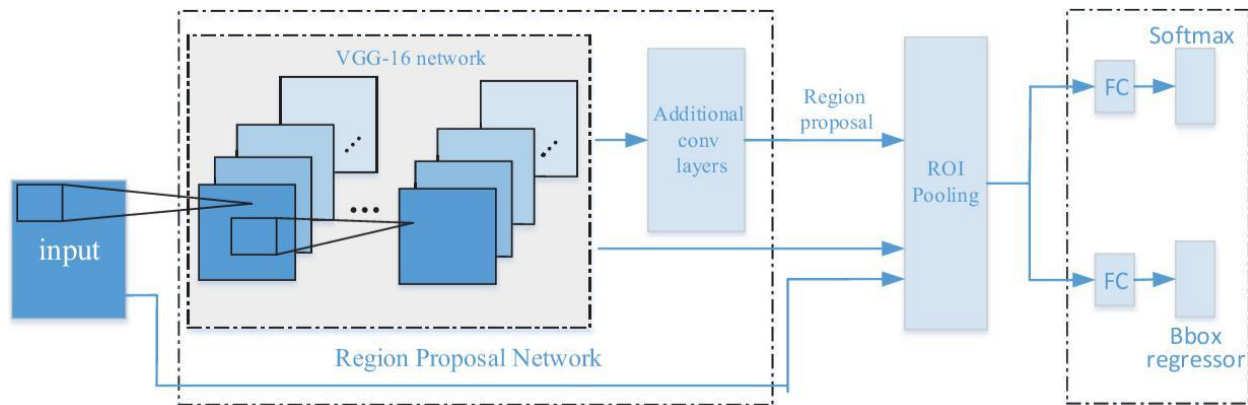 VGG-16 network
input
Additional
conv
layers
Region
proposal
ROI
Pooling
FC
Softmax
FC
Bbox
regressor
Region Proposal Network